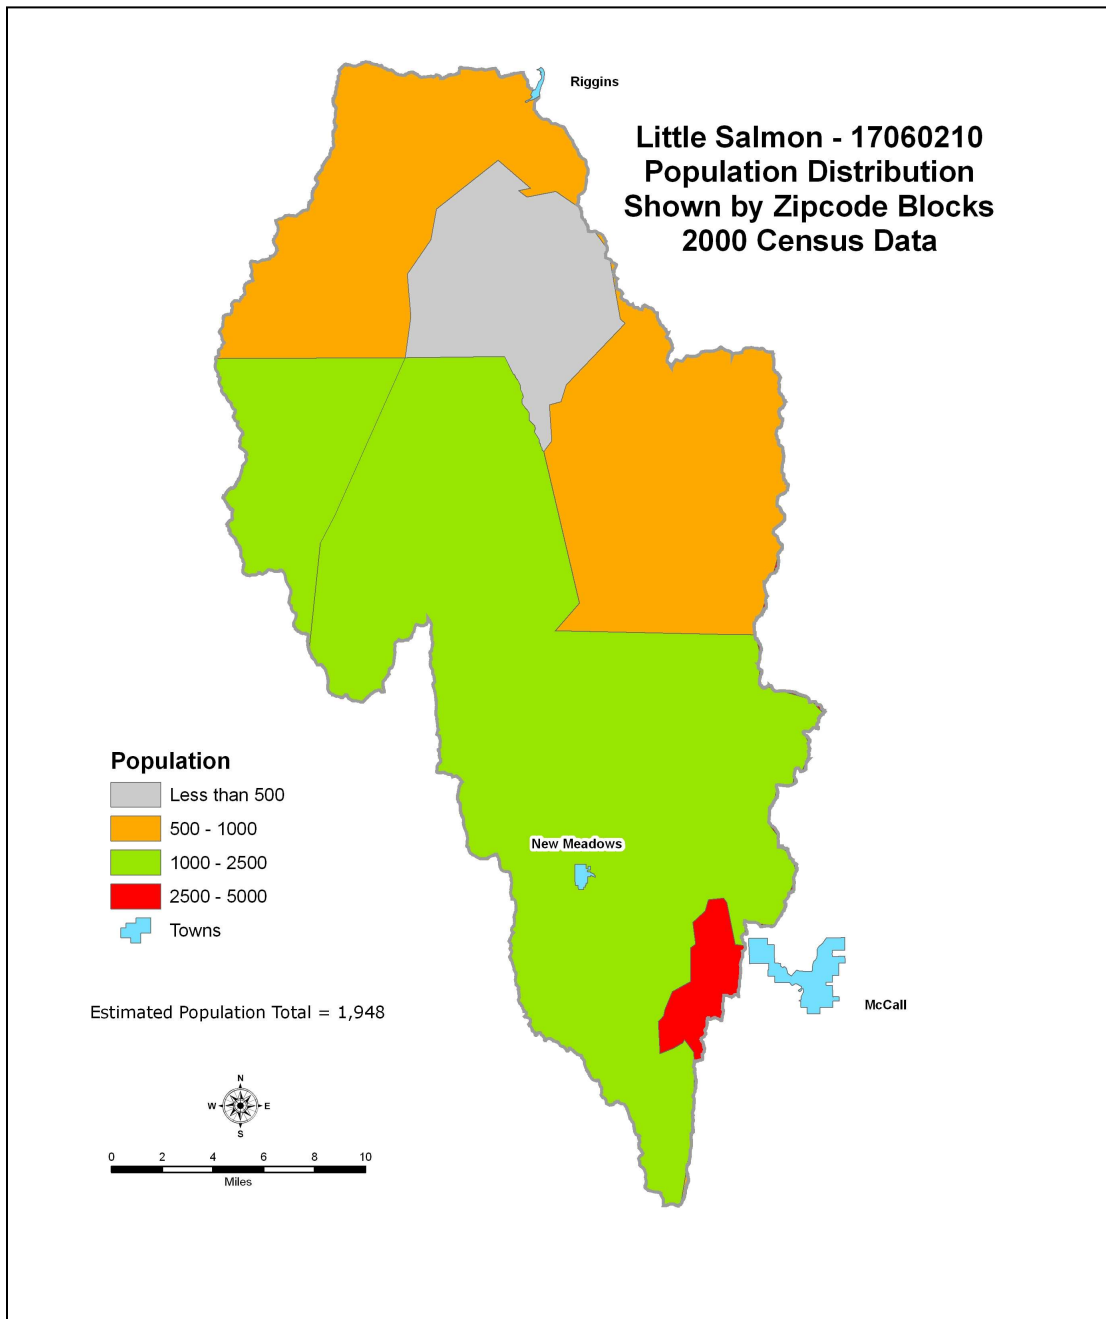 Riggins
Little Salmon - 17060210
Population Distribution
Shown by Zipcode Blocks
2000 Census Data
Population
Less than 500
500 - 1000
1000 - 2500
2500 - 5000
Towns
New Meadows
McCall
Estimated Population Total = 1,948
N
W E
S
0 2 4 6 8 10
Miles